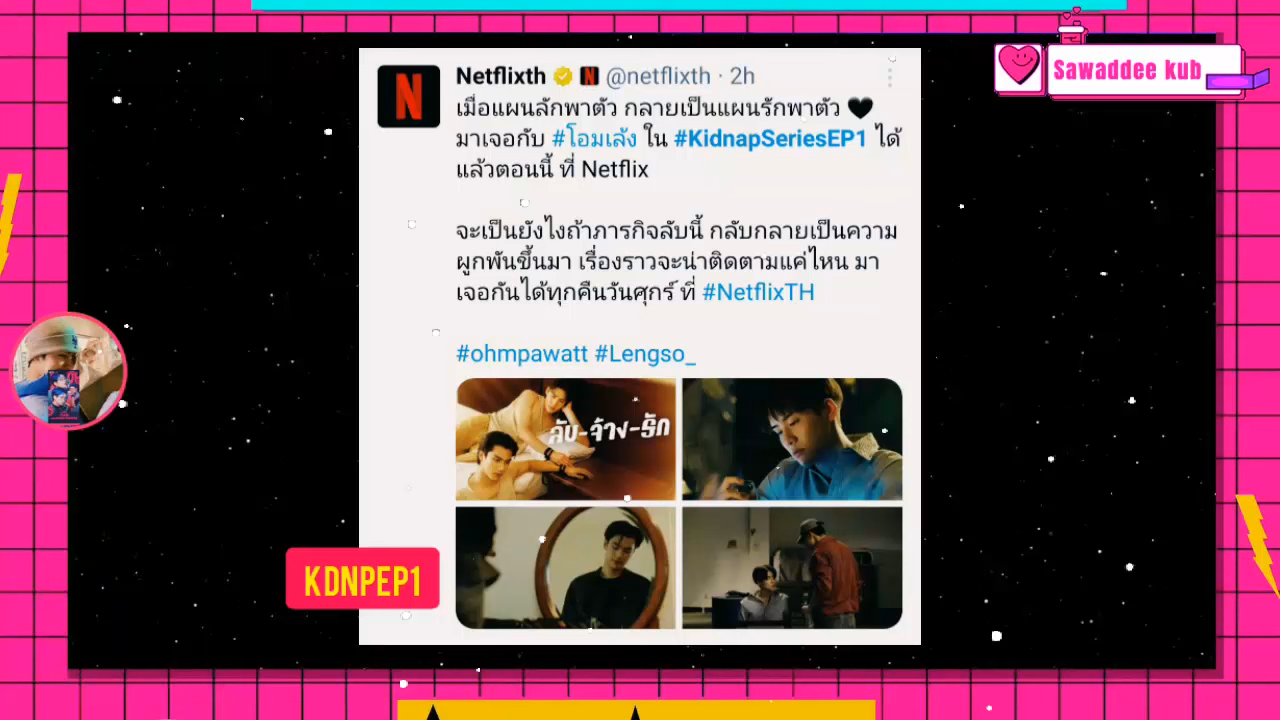 Sawaddee kub
Netflixth @netflixth · 2h
เมื่อแผนลักพาตัว กลายเป็นแผนรักพาตัว 🖤
มาเจอกับ #โอมเล้ง ใน #KidnapSeriesEP1 ได้
แล้วตอนนี้ ที่ Netflix
จะเป็นยังไงถ้าภารกิจลับนี้ กลับกลายเป็นความ
ผูกพันขึ้นมา เรื่องราวจะน่าติดตามแค่ไหน มา
เจอกันได้ทุกคืนวันศุกร์ ที่ #NetflixTH
#ohmpawatt #Lengso_
ลับ-จ้าง-รัก
KDNPEP1